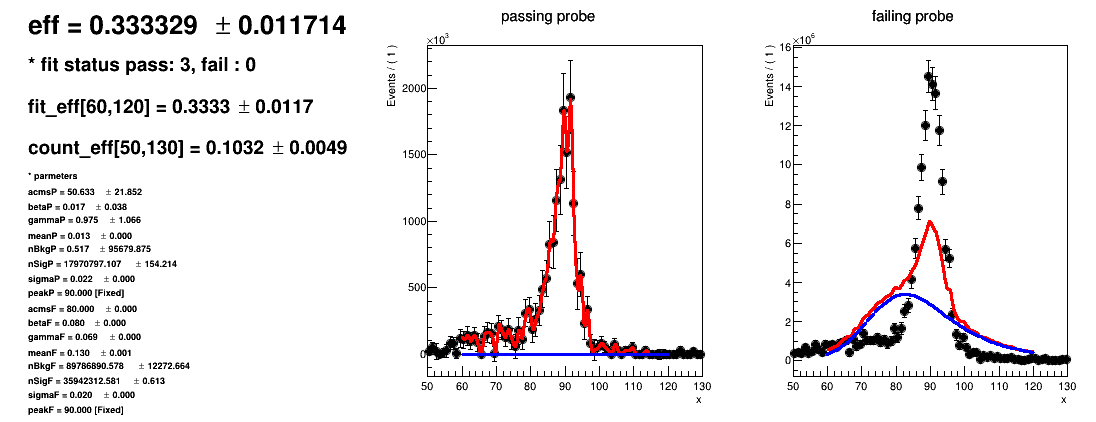 eff = 0.333329 ± 0.011714
* fit status pass: 3, fail : 0
fit_eff[60,120] = 0.3333 ± 0.0117
count_eff[50,130] = 0.1032 ± 0.0049
* parmeters
acmsP = 50.633 ± 21.852
betaP = 0.017 ± 0.038
gammaP = 0.975 ± 1.066
meanP = 0.013 ± 0.000
nBkgP = 0.517 ± 95679.875
nSigP = 17970797.107 ± 154.214
sigmaP = 0.022 ± 0.000
peakP = 90.000 [Fixed]
acmsF = 80.000 ± 0.000
betaF = 0.080 ± 0.000
gammaF = 0.069 ± 0.000
meanF = 0.130 ± 0.001
nBkgF = 89786890.578 ± 12272.664
nSigF = 35942312.581 ± 0.613
sigmaF = 0.020 ± 0.000
peakF = 90.000 [Fixed]
passing probe
×10³
Events / ( 1 )
2000
1500
1000
500
0
50 60 70 80 90 100 110 120 130
x
failing probe
×10⁶
Events / ( 1 )
16
14
12
10
8
6
4
2
0
50 60 70 80 90 100 110 120 130
x